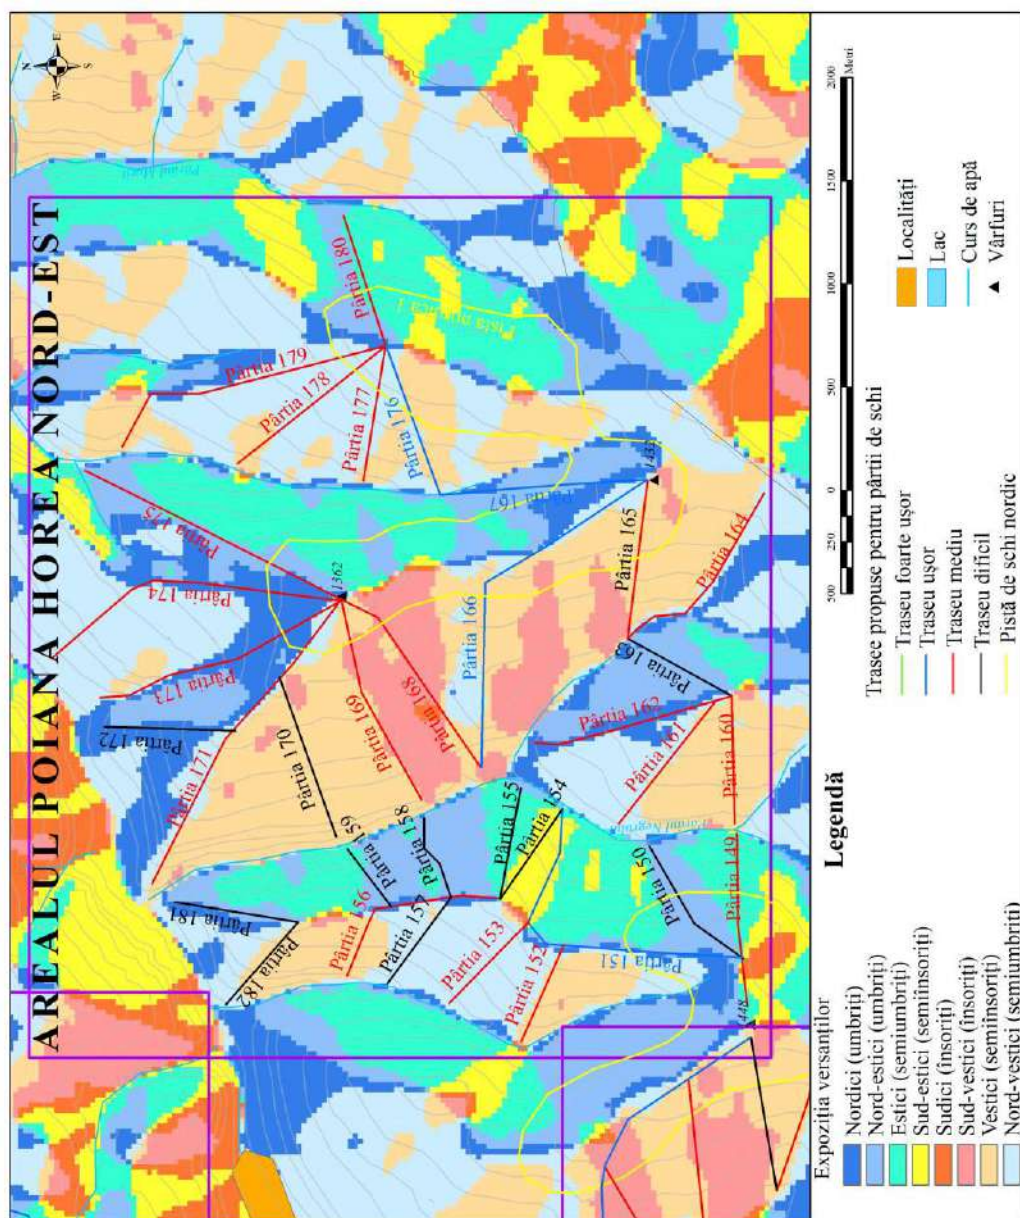 AREALUL POIANA HOREA NORD-EST
N
E
S
W
Pârtia 180
Pârtia 179
Pârtia 178
Pârtia 177
Pârtia 176
Pârtia 175
Pârtia 174
Pârtia 173
Pârtia 172
Pârtia 171
Pârtia 170
Pârtia 169
Pârtia 168
Pârtia 167
Pârtia 166
Pârtia 165
Pârtia 164
Pârtia 163
Pârtia 162
Pârtia 161
Pârtia 160
Pârtia 159
Pârtia 158
Pârtia 157
Pârtia 156
Pârtia 155
Pârtia 154
Pârtia 153
Pârtia 152
Pârtia 151
Pârtia 150
Pârtia 149
Pârtia 181
Pârtia 182
1362
Legendă
Expoziția versanților
Nordici (umbriți)
Nord-estici (umbriți)
Estici (semiumbriți)
Sud-estici (semiînsoriți)
Sudici (însoriți)
Sud-vestici (însoriți)
Vestici (semiînsoriți)
Nord-vestici (semiumbriți)
Trasee propuse pentru pârtii de schi
Traseu foarte ușor
Traseu ușor
Traseu mediu
Traseu dificil
Pistă de schi nordic
Localități
Lac
Curs de apă
Vârfuri
500 250 0 500 1000 1500 2000
Metri